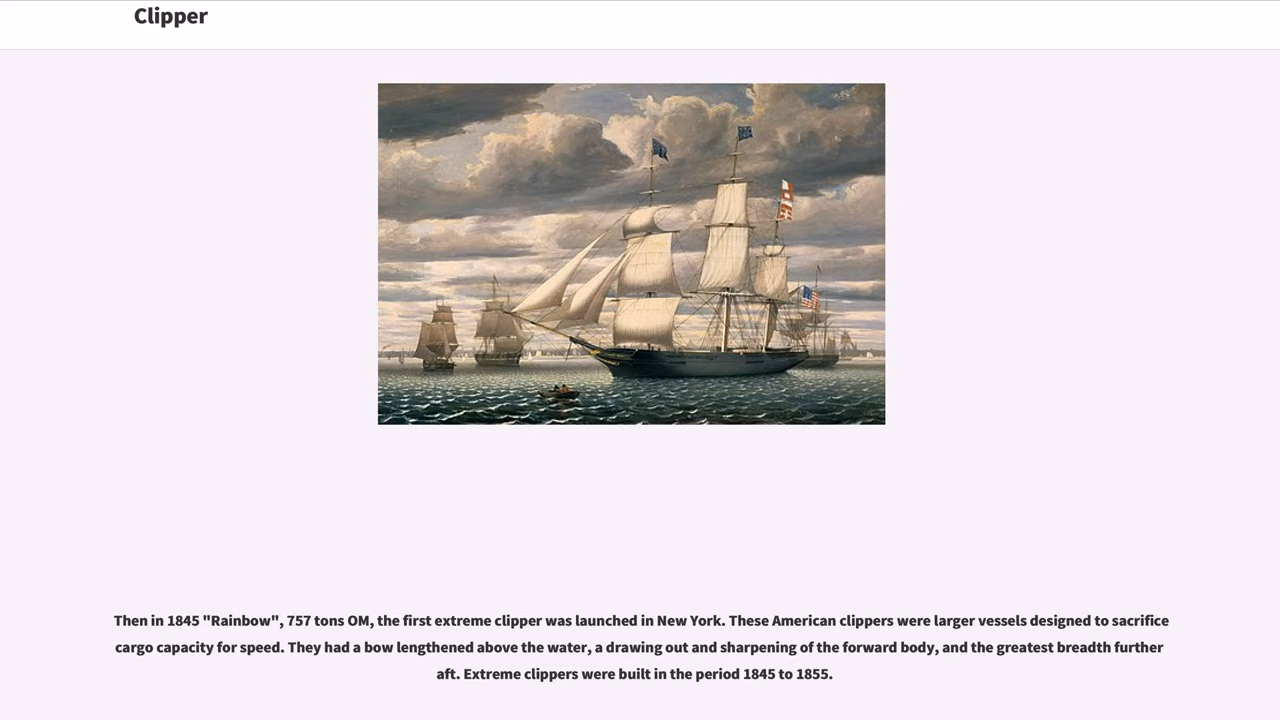 Clipper
Then in 1845 "Rainbow", 757 tons OM, the first extreme clipper was launched in New York. These American clippers were larger vessels designed to sacrifice
cargo capacity for speed. They had a bow lengthened above the water, a drawing out and sharpening of the forward body, and the greatest breadth further
aft. Extreme clippers were built in the period 1845 to 1855.